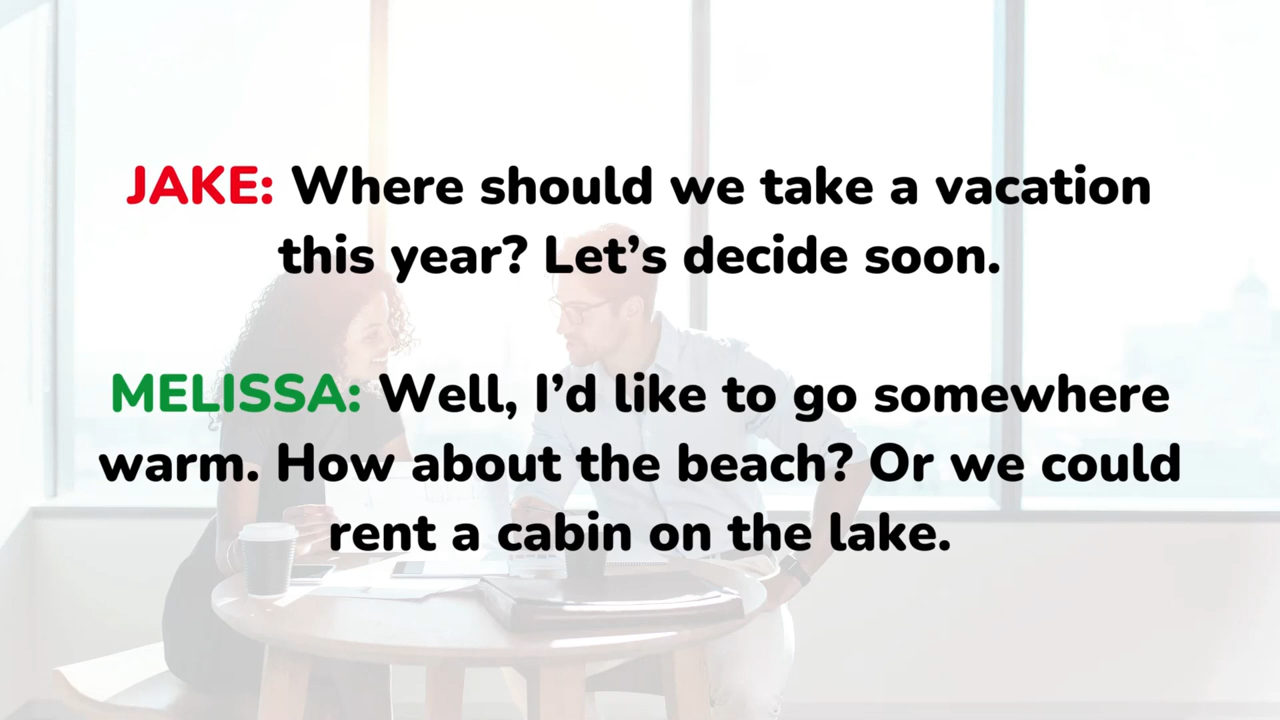 JAKE: Where should we take a vacation
this year? Let’s decide soon.
MELISSA: Well, I’d like to go somewhere
warm. How about the beach? Or we could
rent a cabin on the lake.